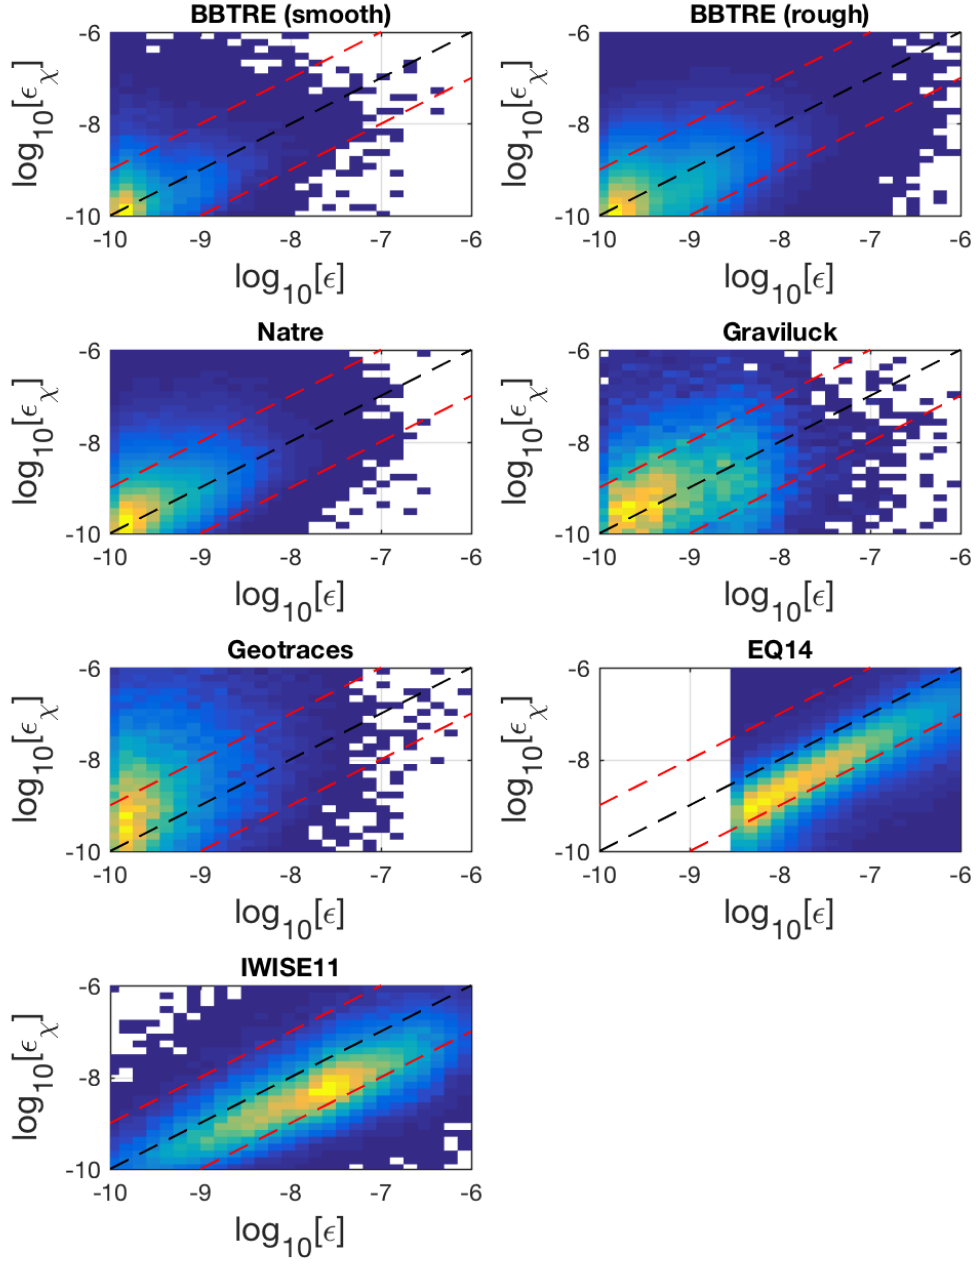 BBTRE (smooth)
log10[ϵχ]
-6
-8
-10
-10 -9 -8 -7 -6
log10[ϵ]
BBTRE (rough)
log10[ϵχ]
-6
-8
-10
-10 -9 -8 -7 -6
log10[ϵ]
Natre
log10[ϵχ]
-6
-8
-10
-10 -9 -8 -7 -6
log10[ϵ]
Graviluck
log10[ϵχ]
-6
-8
-10
-10 -9 -8 -7 -6
log10[ϵ]
Geotraces
log10[ϵχ]
-6
-8
-10
-10 -9 -8 -7 -6
log10[ϵ]
EQ14
log10[ϵχ]
-6
-8
-10
-10 -9 -8 -7 -6
log10[ϵ]
IWISE11
log10[ϵχ]
-6
-8
-10
-10 -9 -8 -7 -6
log10[ϵ]